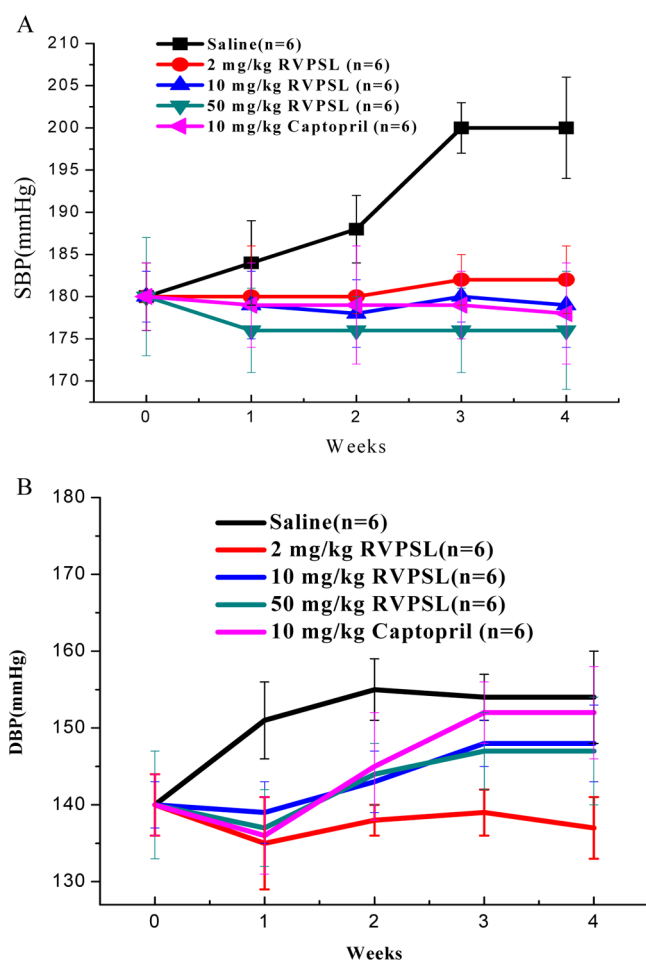 A
210
205
200
195
190
185
180
175
170
SBP(mmHg)
Saline(n=6)
2 mg/kg RVPSL (n=6)
10 mg/kg RVPSL (n=6)
50 mg/kg RVPSL (n=6)
10 mg/kg Captopril (n=6)
0 1 2 3 4
Weeks
B
180
170
160
150
140
130
DBP(mmHg)
Saline(n=6)
2 mg/kg RVPSL(n=6)
10 mg/kg RVPSL(n=6)
50 mg/kg RVPSL(n=6)
10 mg/kg Captopril (n=6)
0 1 2 3 4
Weeks